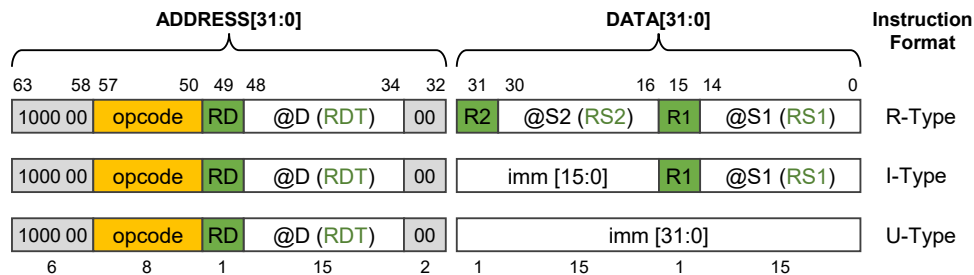 ADDRESS[31:0] DATA[31:0] Instruction
Format
63 58 57 50 49 48 34 32 31 30 16 15 14 0
1000 00 opcode RD @D (RDT) 00 R2 @S2 (RS2) R1 @S1 (RS1) R-Type
1000 00 opcode RD @D (RDT) 00 imm [15:0] R1 @S1 (RS1) I-Type
1000 00 opcode RD @D (RDT) 00 imm [31:0] U-Type
6 8 1 15 2 1 15 1 15